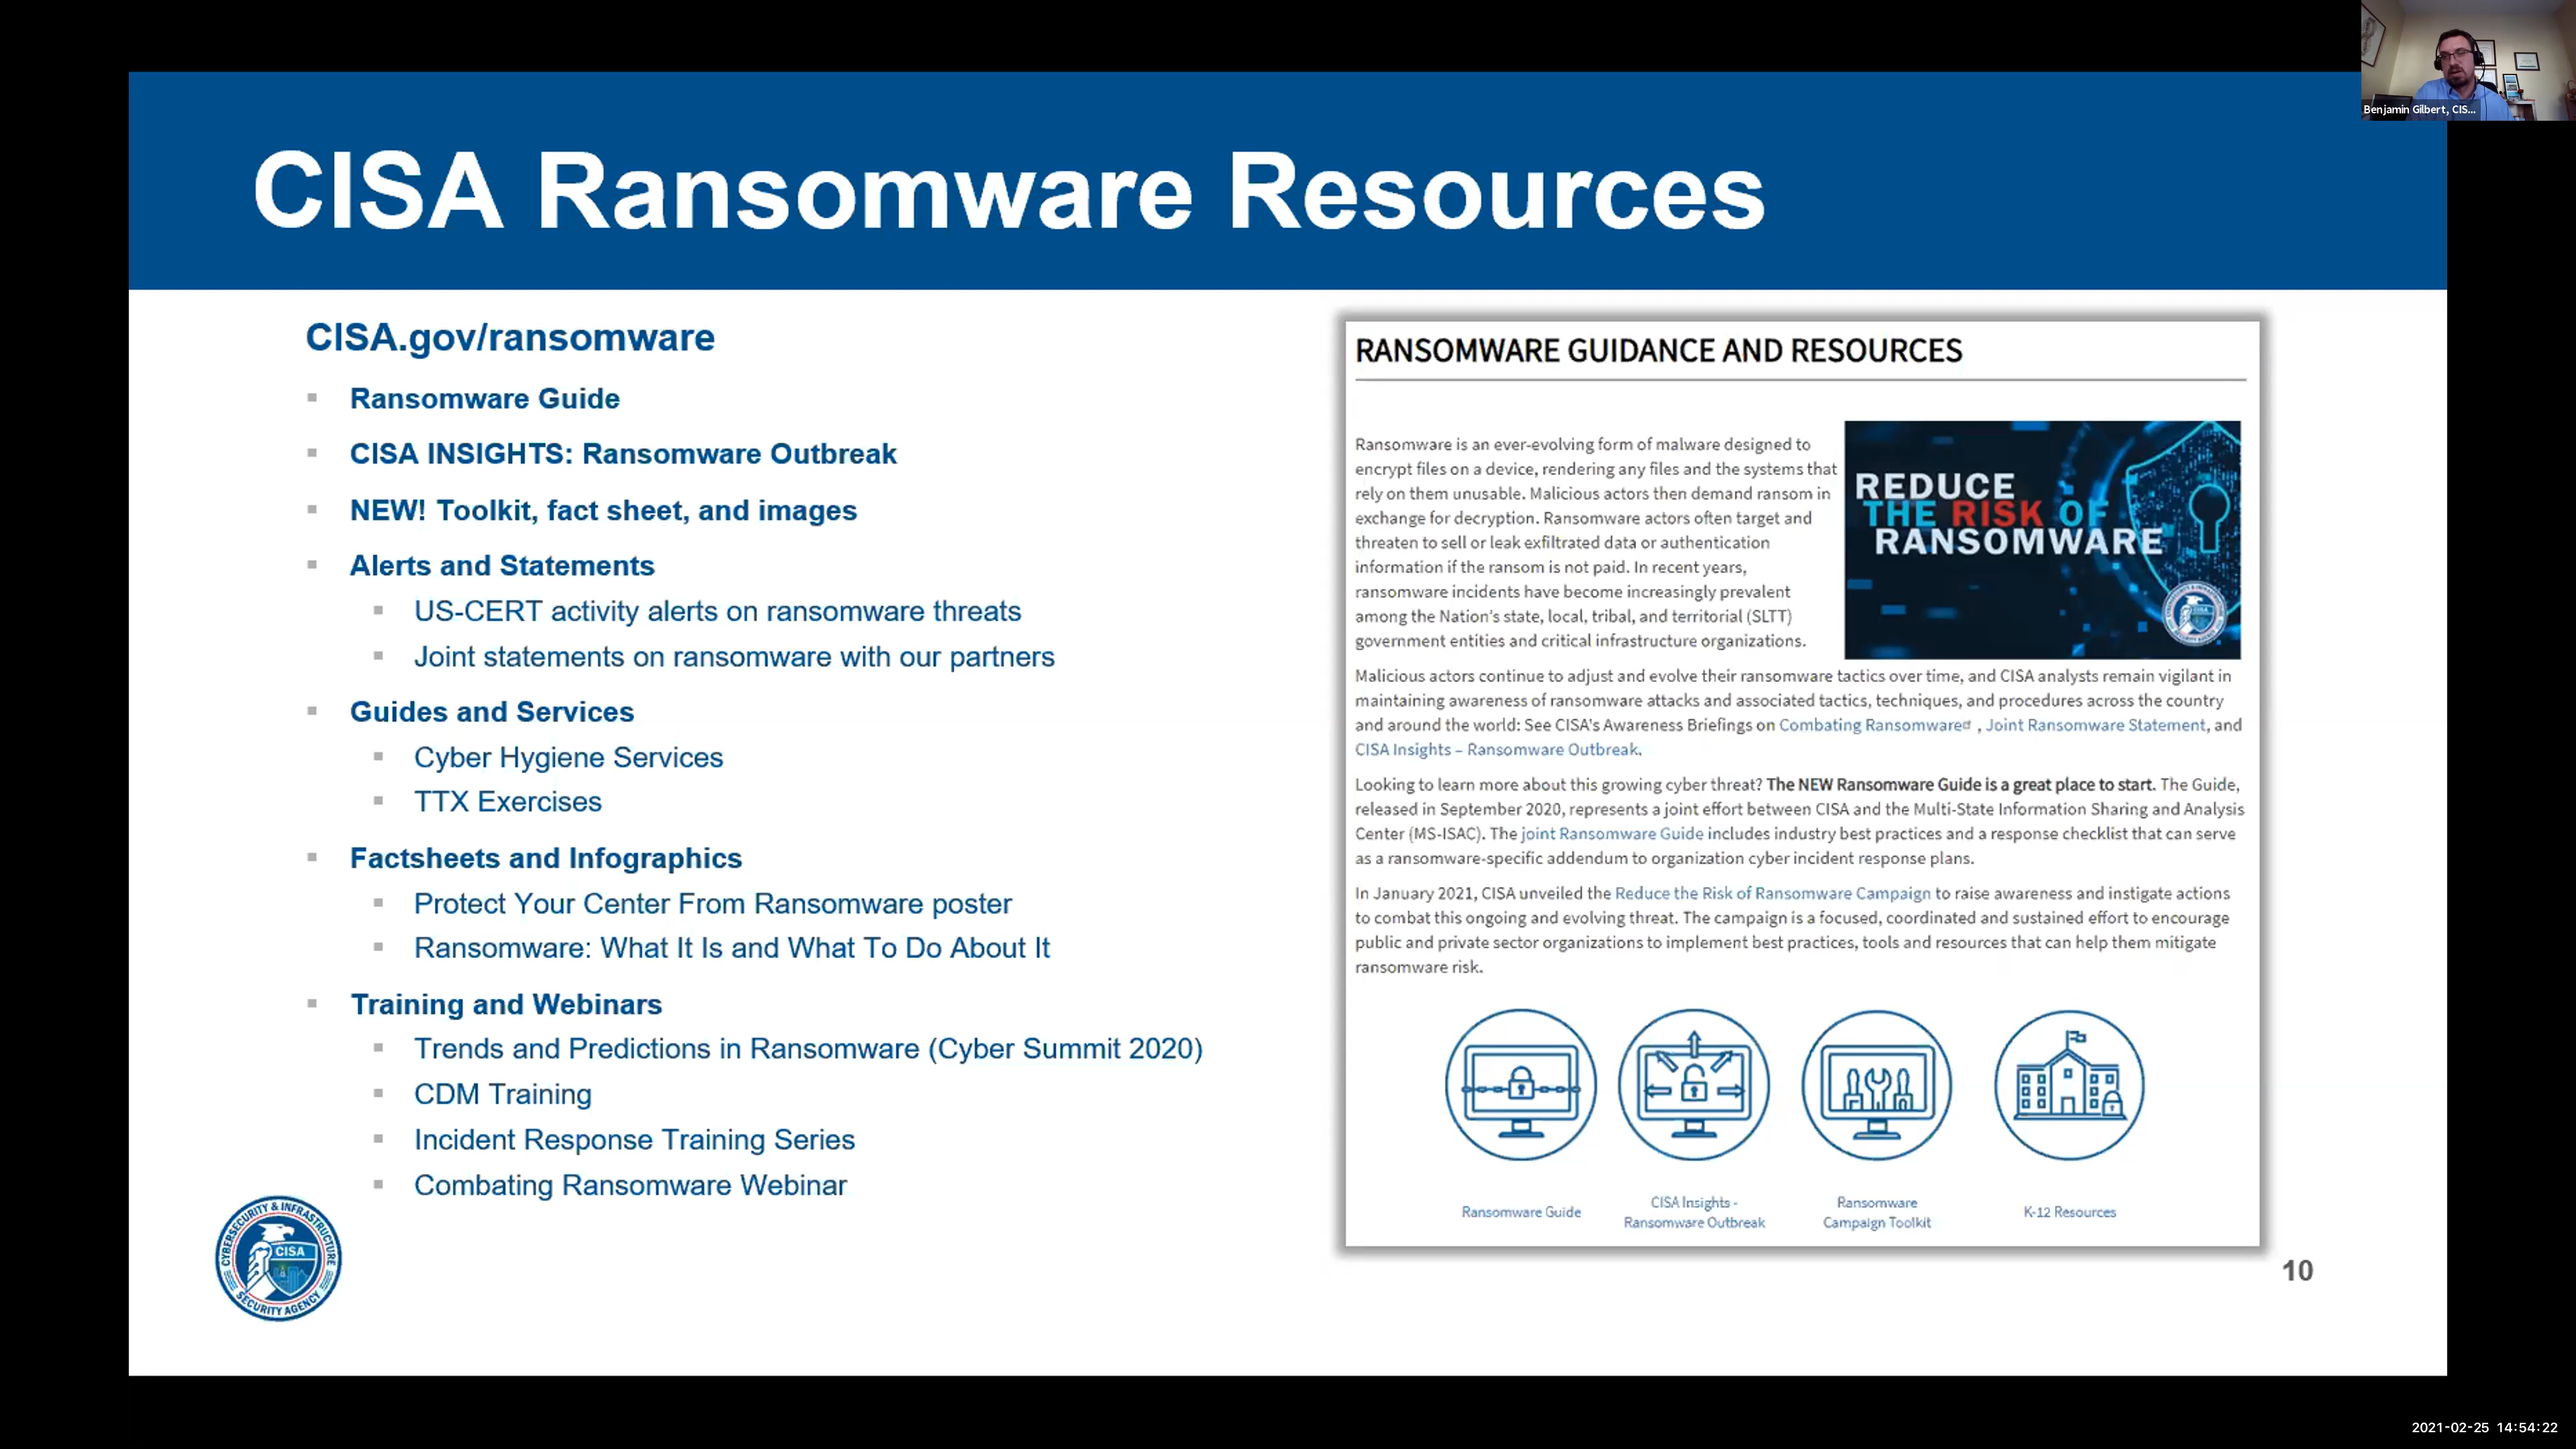 Benjamin Gilbert, CIS...
CISA Ransomware Resources
CISA.gov/ransomware
Ransomware Guide
CISA INSIGHTS: Ransomware Outbreak
NEW! Toolkit, fact sheet, and images
Alerts and Statements
US-CERT activity alerts on ransomware threats
Joint statements on ransomware with our partners
Guides and Services
Cyber Hygiene Services
TTX Exercises
Factsheets and Infographics
Protect Your Center From Ransomware poster
Ransomware: What It Is and What To Do About It
Training and Webinars
Trends and Predictions in Ransomware (Cyber Summit 2020)
CDM Training
Incident Response Training Series
Combating Ransomware Webinar
CYBERSECURITY & INFRASTRUCTURE
CISA
SECURITY AGENCY
RANSOMWARE GUIDANCE AND RESOURCES
Ransomware is an ever-evolving form of malware designed to
encrypt files on a device, rendering any files and the systems that
rely on them unusable. Malicious actors then demand ransom in
exchange for decryption. Ransomware actors often target and
threaten to sell or leak exfiltrated data or authentication
information if the ransom is not paid. In recent years,
ransomware incidents have become increasingly prevalent
among the Nation's state, local, tribal, and territorial (SLTT)
government entities and critical infrastructure organizations.
REDUCE
THE RISK OF
RANSOMWARE
Malicious actors continue to adjust and evolve their ransomware tactics over time, and CISA analysts remain vigilant in
maintaining awareness of ransomware attacks and associated tactics, techniques, and procedures across the country
and around the world: See CISA's Awareness Briefings on Combating Ransomware , Joint Ransomware Statement, and
CISA Insights – Ransomware Outbreak.
Looking to learn more about this growing cyber threat? The NEW Ransomware Guide is a great place to start. The Guide,
released in September 2020, represents a joint effort between CISA and the Multi-State Information Sharing and Analysis
Center (MS-ISAC). The joint Ransomware Guide includes industry best practices and a response checklist that can serve
as a ransomware-specific addendum to organization cyber incident response plans.
In January 2021, CISA unveiled the Reduce the Risk of Ransomware Campaign to raise awareness and instigate actions
to combat this ongoing and evolving threat. The campaign is a focused, coordinated and sustained effort to encourage
public and private sector organizations to implement best practices, tools and resources that can help them mitigate
ransomware risk.
Ransomware Guide
CISA Insights -
Ransomware Outbreak
Ransomware
Campaign Toolkit
K-12 Resources
10
2021-02-25 14:54:22